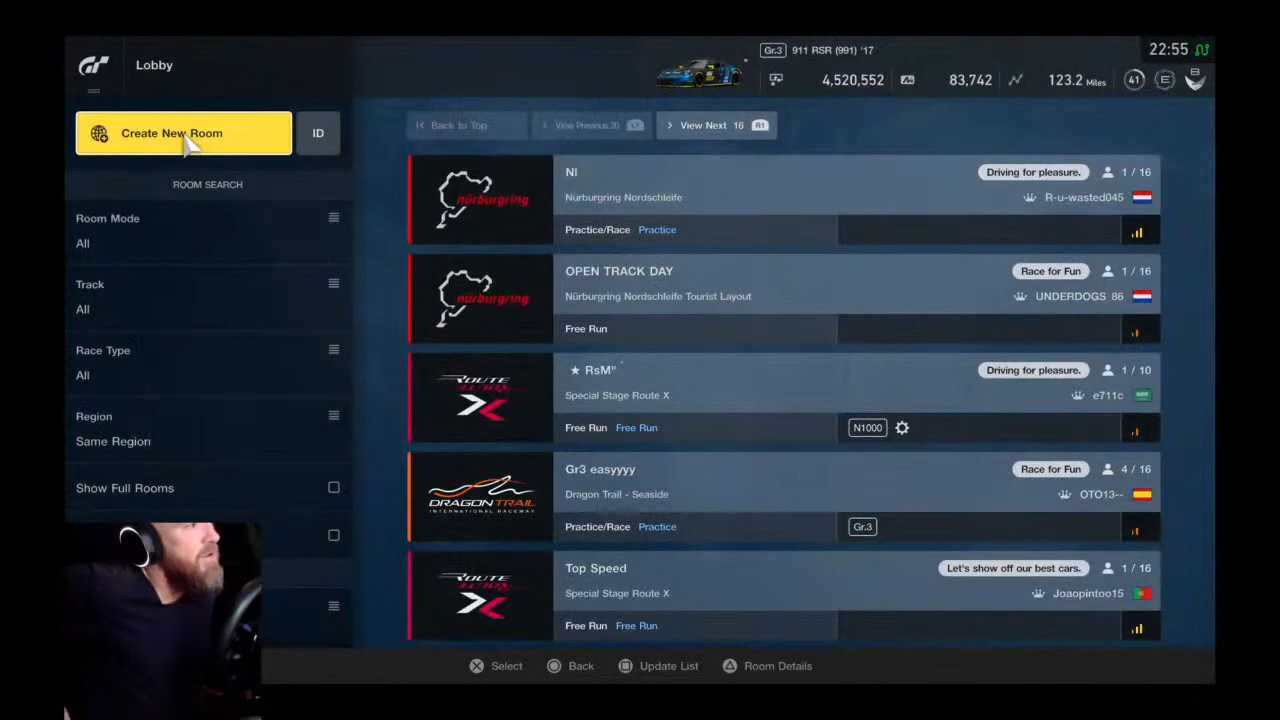 GT
Lobby
Gr.3 911 RSR (991) '17
22:55
4,520,552 83,742 123.2 Miles 41 E B
Create New Room ID
Back to Top View Previous 20 L1 View Next 16 R1
ROOM SEARCH
Room Mode
All
Track
All
Race Type
All
Region
Same Region
Show Full Rooms
nürburgring
NI Driving for pleasure. 1 / 16
Nürburgring Nordschleife R-u-wasted045
Practice/Race Practice
nürburgring
OPEN TRACK DAY Race for Fun 1 / 16
Nürburgring Nordschleife Tourist Layout UNDERDOGS_86
Free Run
ROUTE X
★ RsM" Driving for pleasure. 1 / 10
Special Stage Route X e711c
Free Run Free Run N1000
DRAGON TRAIL
INTERNATIONAL RACEWAY
Gr3 easyyyy Race for Fun 4 / 16
Dragon Trail - Seaside OTO13--
Practice/Race Practice Gr.3
ROUTE X
Top Speed Let's show off our best cars. 1 / 16
Special Stage Route X Joaopintoo15
Free Run Free Run
Select Back Update List Room Details